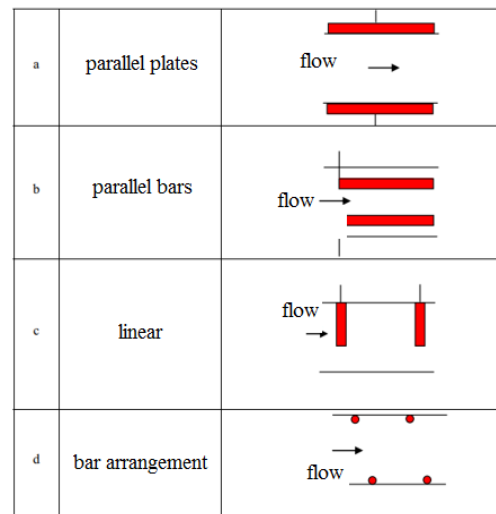 a parallel plates flow
b parallel bars flow
c linear flow
d bar arrangement flow